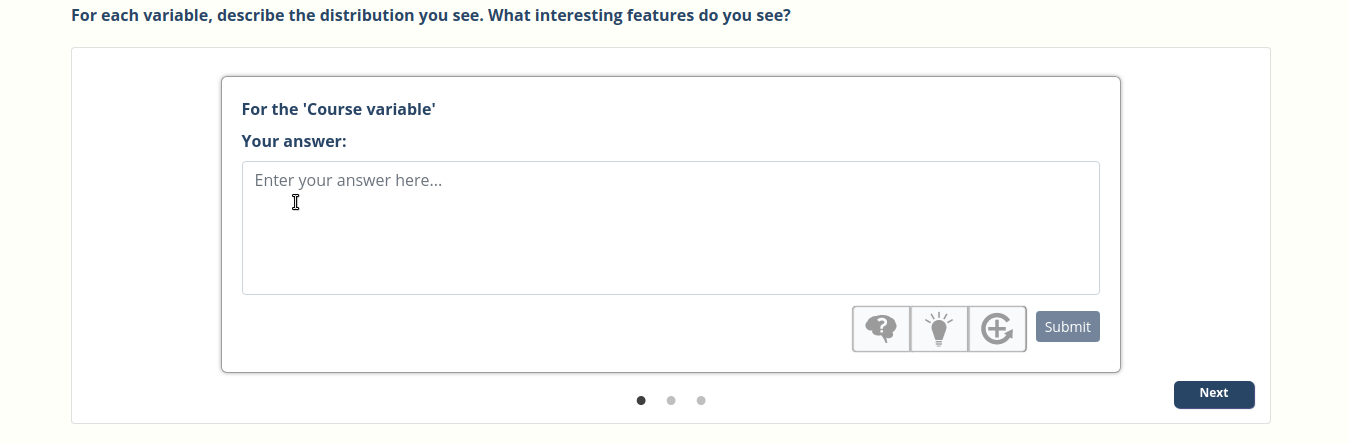 For each variable, describe the distribution you see. What interesting features do you see?
For the 'Course variable'
Your answer:
Enter your answer here...
?
Submit
Next